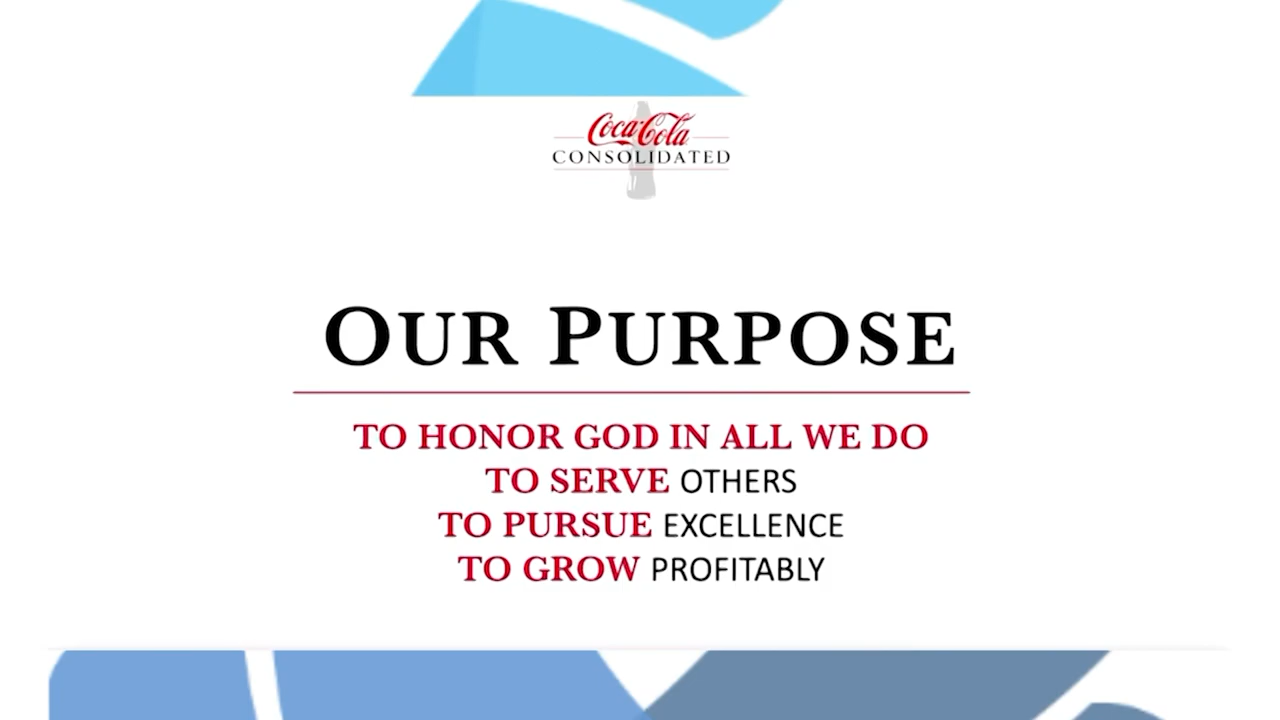 Coca-Cola
CONSOLIDATED
OUR PURPOSE
TO HONOR GOD IN ALL WE DO
TO SERVE OTHERS
TO PURSUE EXCELLENCE
TO GROW PROFITABLY